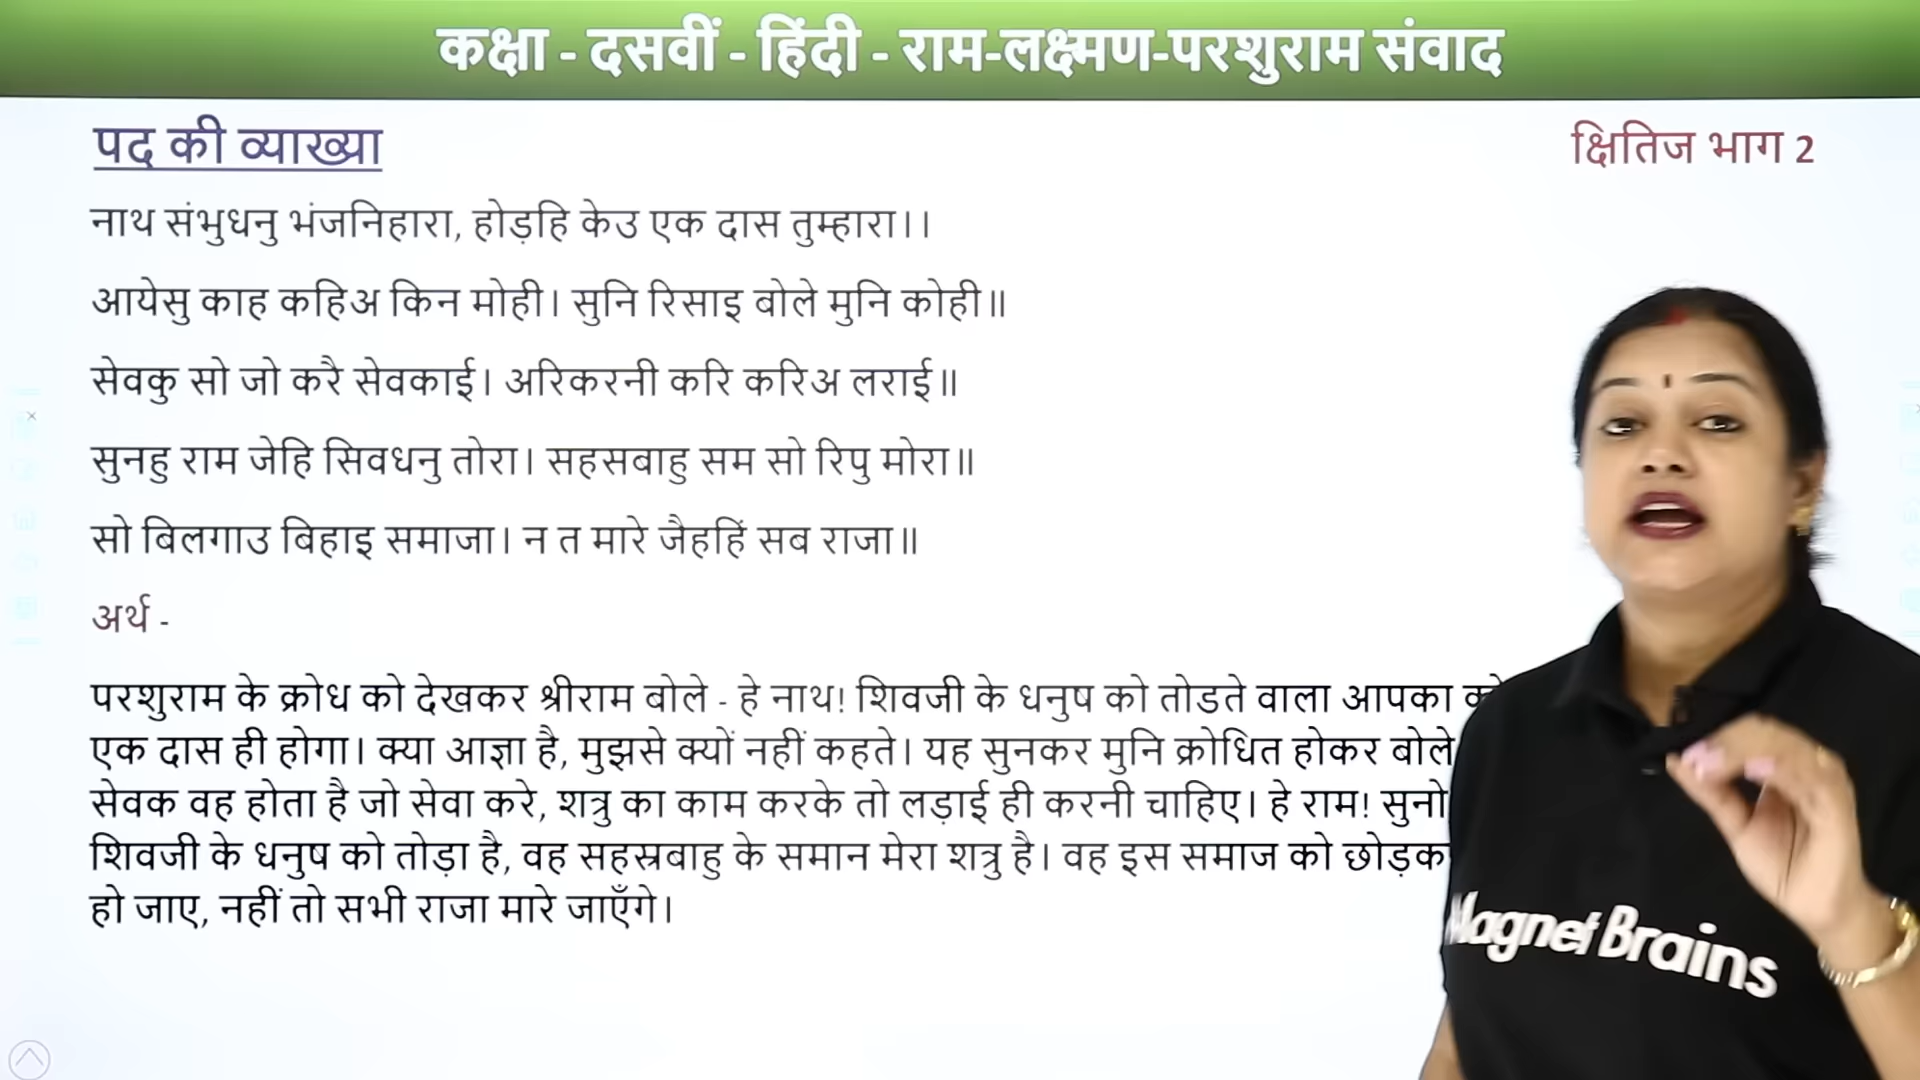 कक्षा - दसवीं - हिंदी - राम-लक्ष्मण-परशुराम संवाद
पद की व्याख्या
क्षितिज भाग 2
नाथ संभुधनु भंजनिहारा, होड़हि केउ एक दास तुम्हारा।।
आयेसु काह कहिअ किन मोही। सुनि रिसाइ बोले मुनि कोही॥
सेवकु सो जो करै सेवकाई। अरिकरनी करि करिअ लराई॥
सुनहु राम जेहि सिवधनु तोरा। सहसबाहु सम सो रिपु मोरा॥
सो बिलगाउ बिहाइ समाजा। न त मारे जैहहिं सब राजा॥
अर्थ -
परशुराम के क्रोध को देखकर श्रीराम बोले - हे नाथ! शिवजी के धनुष को तोडते वाला आपका
एक दास ही होगा। क्या आज्ञा है, मुझसे क्यों नहीं कहते। यह सुनकर मुनि क्रोधित होकर बोले
सेवक वह होता है जो सेवा करे, शत्रु का काम करके तो लड़ाई ही करनी चाहिए। हे राम! सुनो
शिवजी के धनुष को तोड़ा है, वह सहस्रबाहु के समान मेरा शत्रु है। वह इस समाज को
हो जाए, नहीं तो सभी राजा मारे जाएँगे।
Magnet Brains